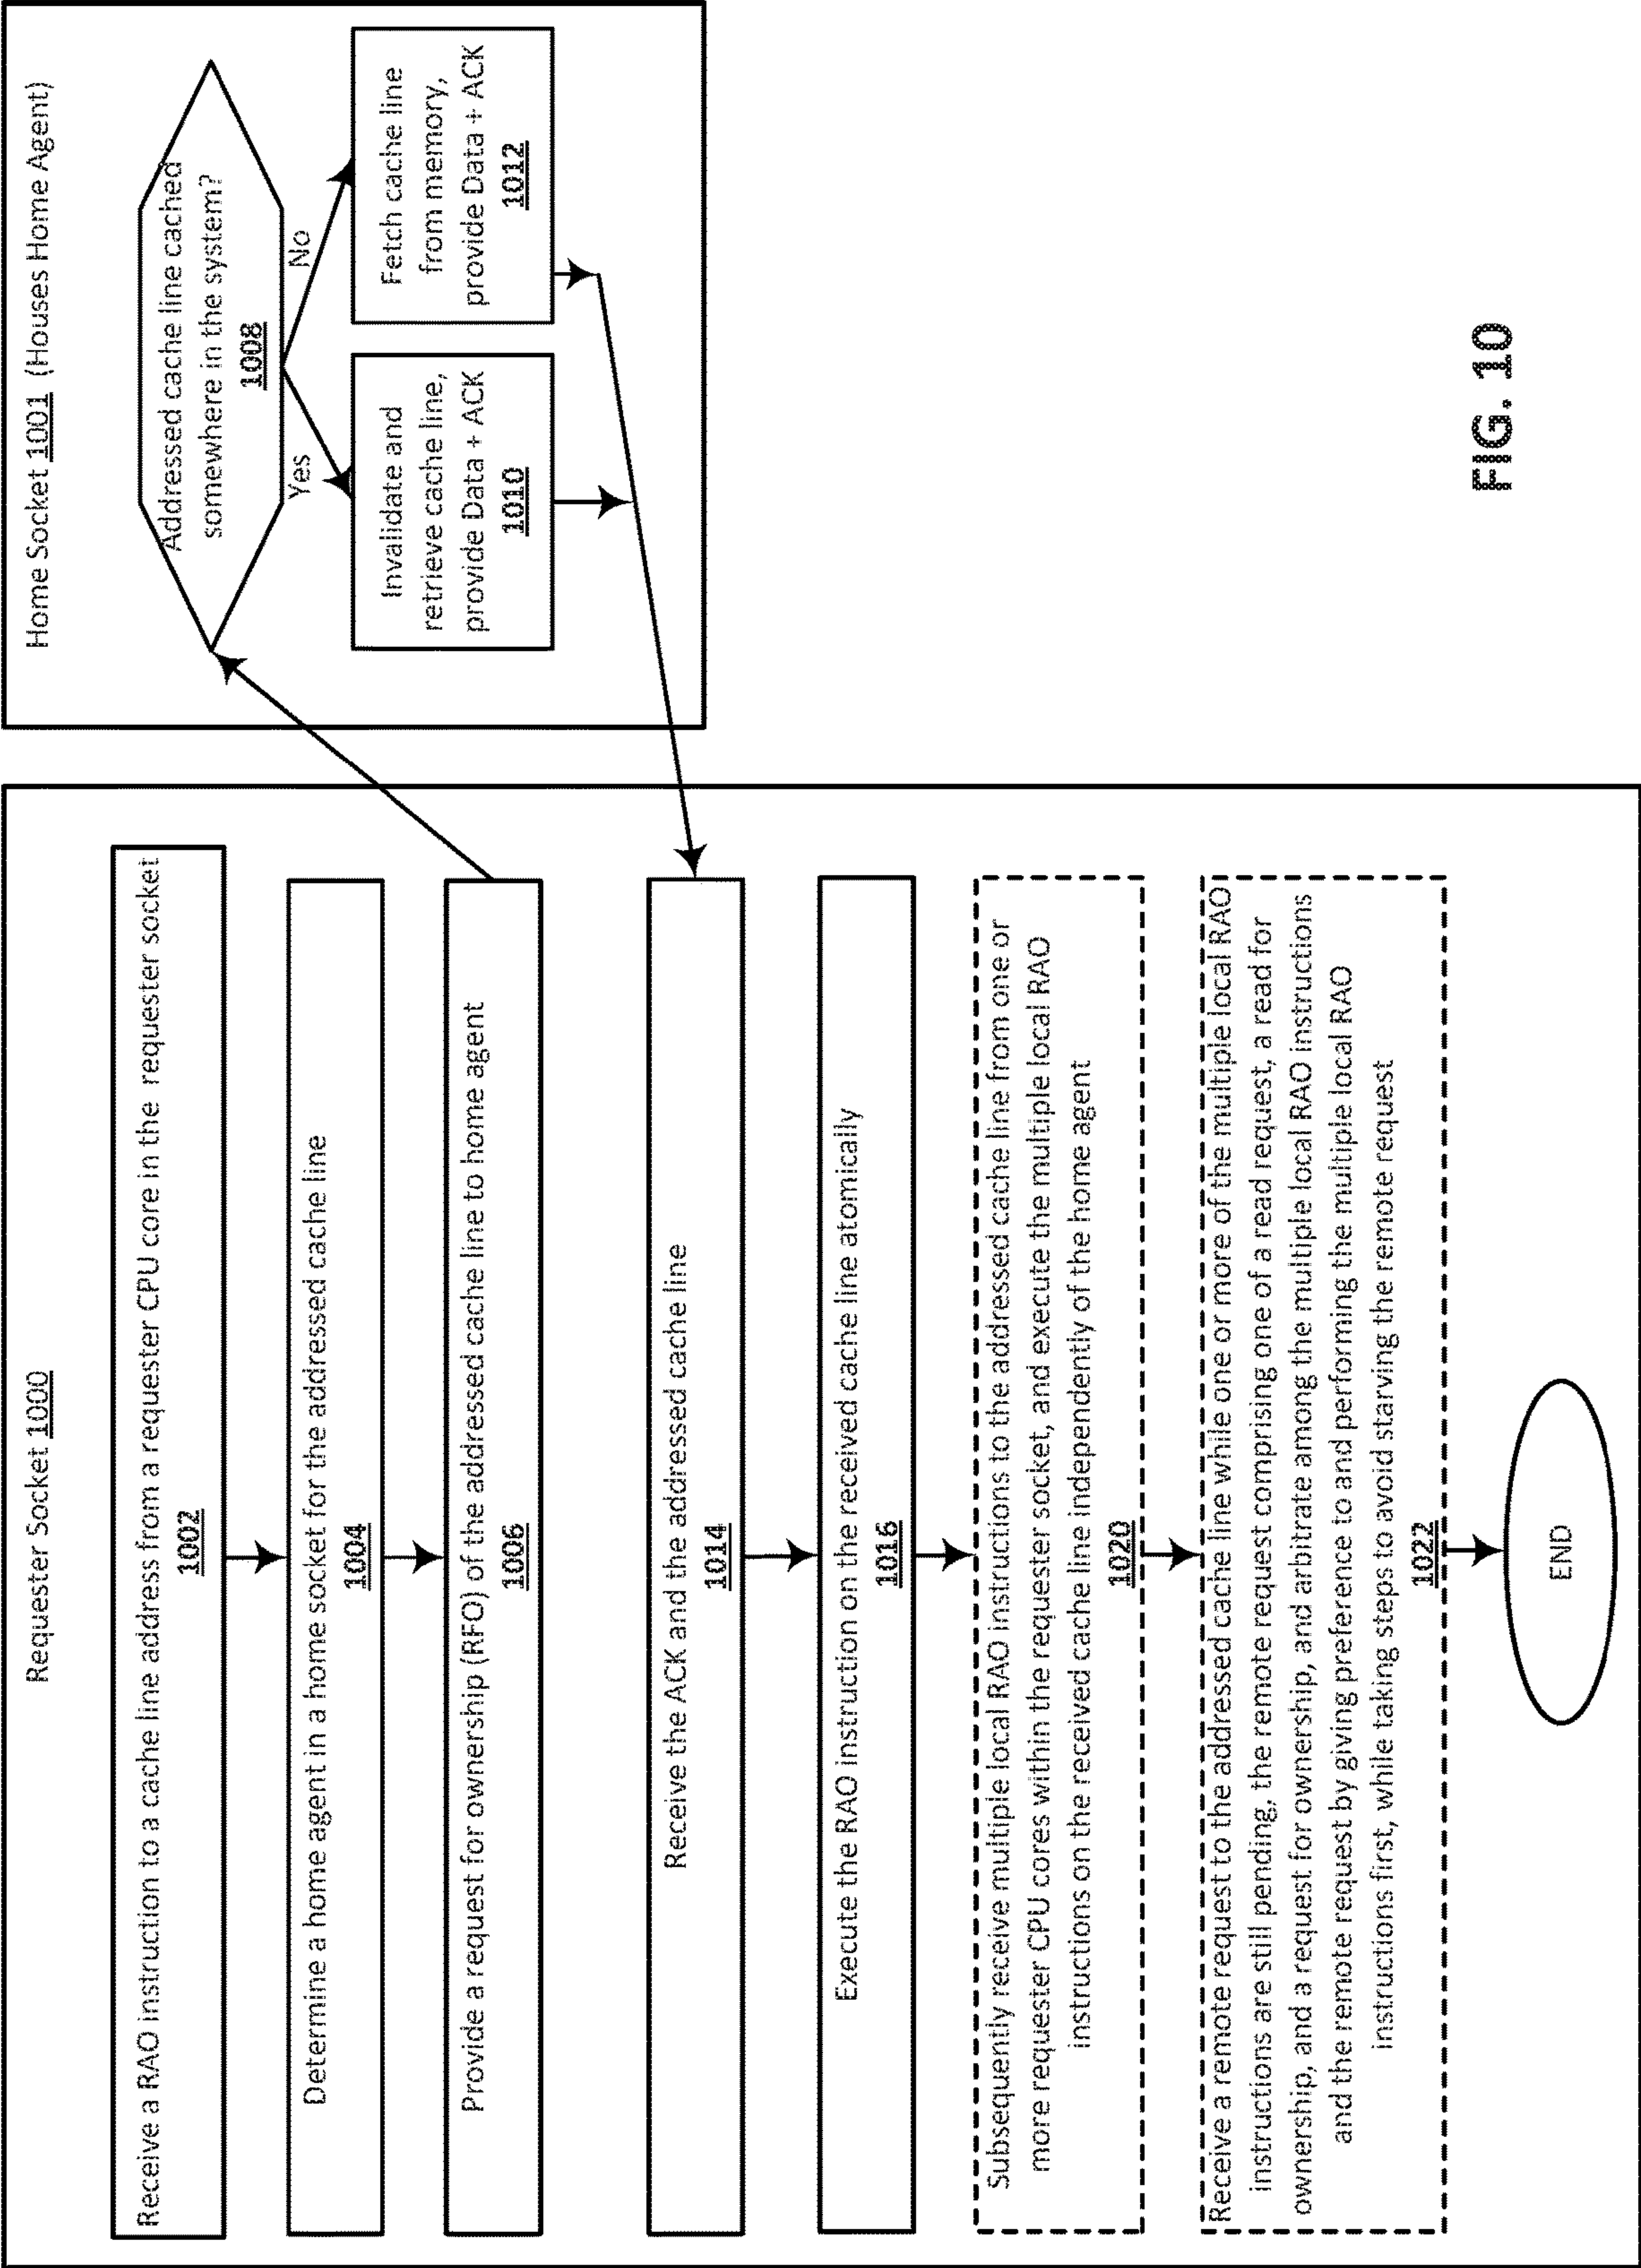 Requester Socket 1000
Receive a RAO instruction to a cache line address from a requester CPU core in the requester socket
1002
Determine a home agent in a home socket for the addressed cache line
1004
Provide a request for ownership (RFO) of the addressed cache line to home agent
1006
Receive the ACK and the addressed cache line
1014
Execute the RAO instruction on the received cache line atomically
1016
Subsequently receive multiple local RAO instructions to the addressed cache line from one or
more requester CPU cores within the requester socket, and execute the multiple local RAO
instructions on the received cache line independently of the home agent
1020
Receive a remote request to the addressed cache line while one or more of the multiple local RAO
instructions are still pending, the remote request comprising one of a read request, a read for
ownership, and a request for ownership, and arbitrate among the multiple local RAO instructions
and the remote request by giving preference to and performing the multiple local RAO
instructions first, while taking steps to avoid starving the remote request
1022
END
Home Socket 1001 (Houses Home Agent)
Addressed cache line cached
somewhere in the system?
1008
Yes
No
Invalidate and
retrieve cache line,
provide Data + ACK
1010
Fetch cache line
from memory,
provide Data + ACK
1012
FIG. 10